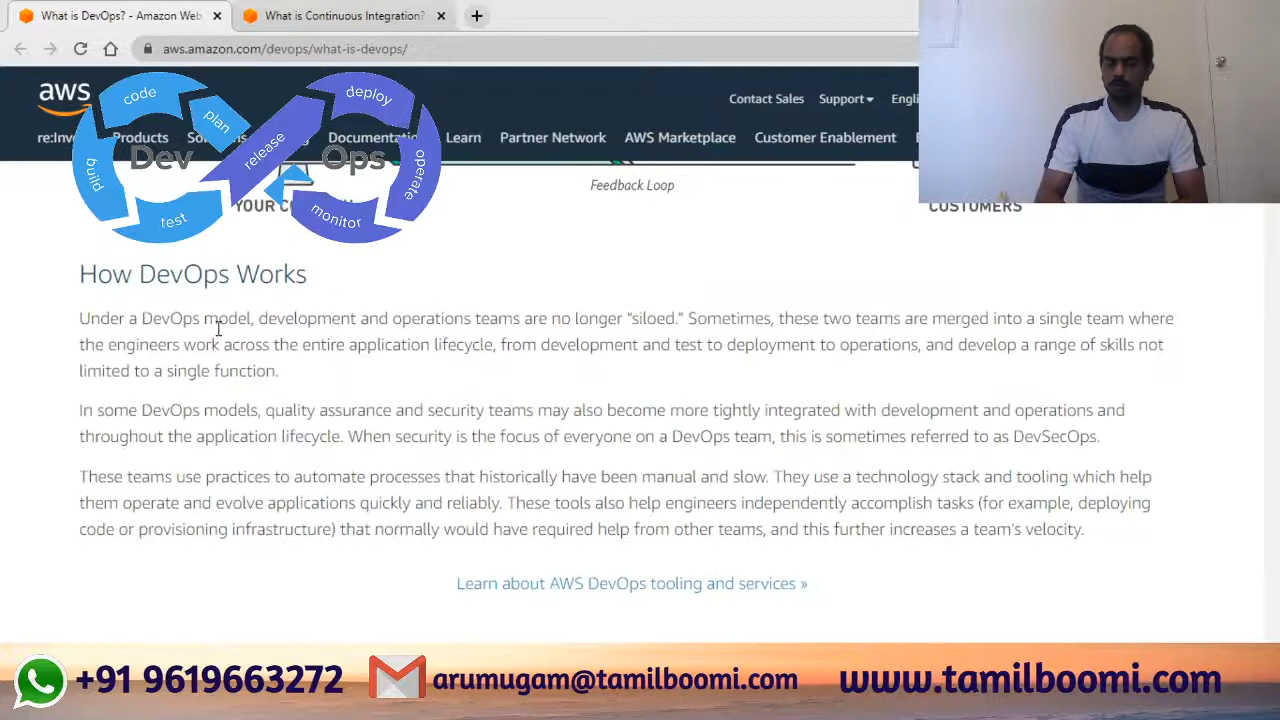 What is DevOps? - Amazon Web
What is Continuous Integration?
aws.amazon.com/devops/what-is-devops/
aws
Contact Sales Support
re:Inv Products Documentatio Learn Partner Network AWS Marketplace Customer Enablement
code
plan
build
test
Dev
release
Ops
deploy
operate
monitor
Feedback Loop
YOUR
CUSTOMERS
How DevOps Works
Under a DevOps model, development and operations teams are no longer “siloed.” Sometimes, these two teams are merged into a single team where
the engineers work across the entire application lifecycle, from development and test to deployment to operations, and develop a range of skills not
limited to a single function.
In some DevOps models, quality assurance and security teams may also become more tightly integrated with development and operations and
throughout the application lifecycle. When security is the focus of everyone on a DevOps team, this is sometimes referred to as DevSecOps.
These teams use practices to automate processes that historically have been manual and slow. They use a technology stack and tooling which help
them operate and evolve applications quickly and reliably. These tools also help engineers independently accomplish tasks (for example, deploying
code or provisioning infrastructure) that normally would have required help from other teams, and this further increases a team’s velocity.
Learn about AWS DevOps tooling and services »
+91 9619663272
arumugam@tamilboomi.com
www.tamilboomi.com